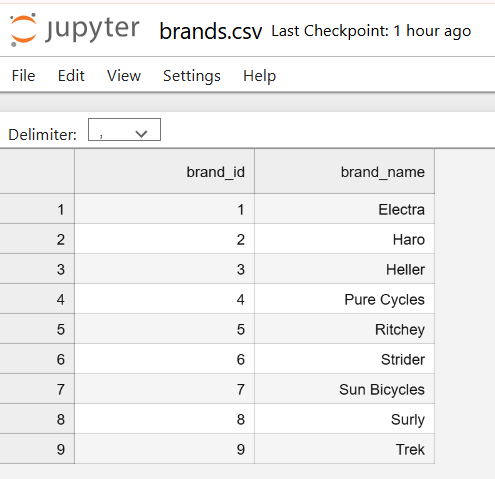 jupyter brands.csv Last Checkpoint: 1 hour ago
File Edit View Settings Help
Delimiter: ,
brand_id brand_name
1 1 Electra
2 2 Haro
3 3 Heller
4 4 Pure Cycles
5 5 Ritchey
6 6 Strider
7 7 Sun Bicycles
8 8 Surly
9 9 Trek